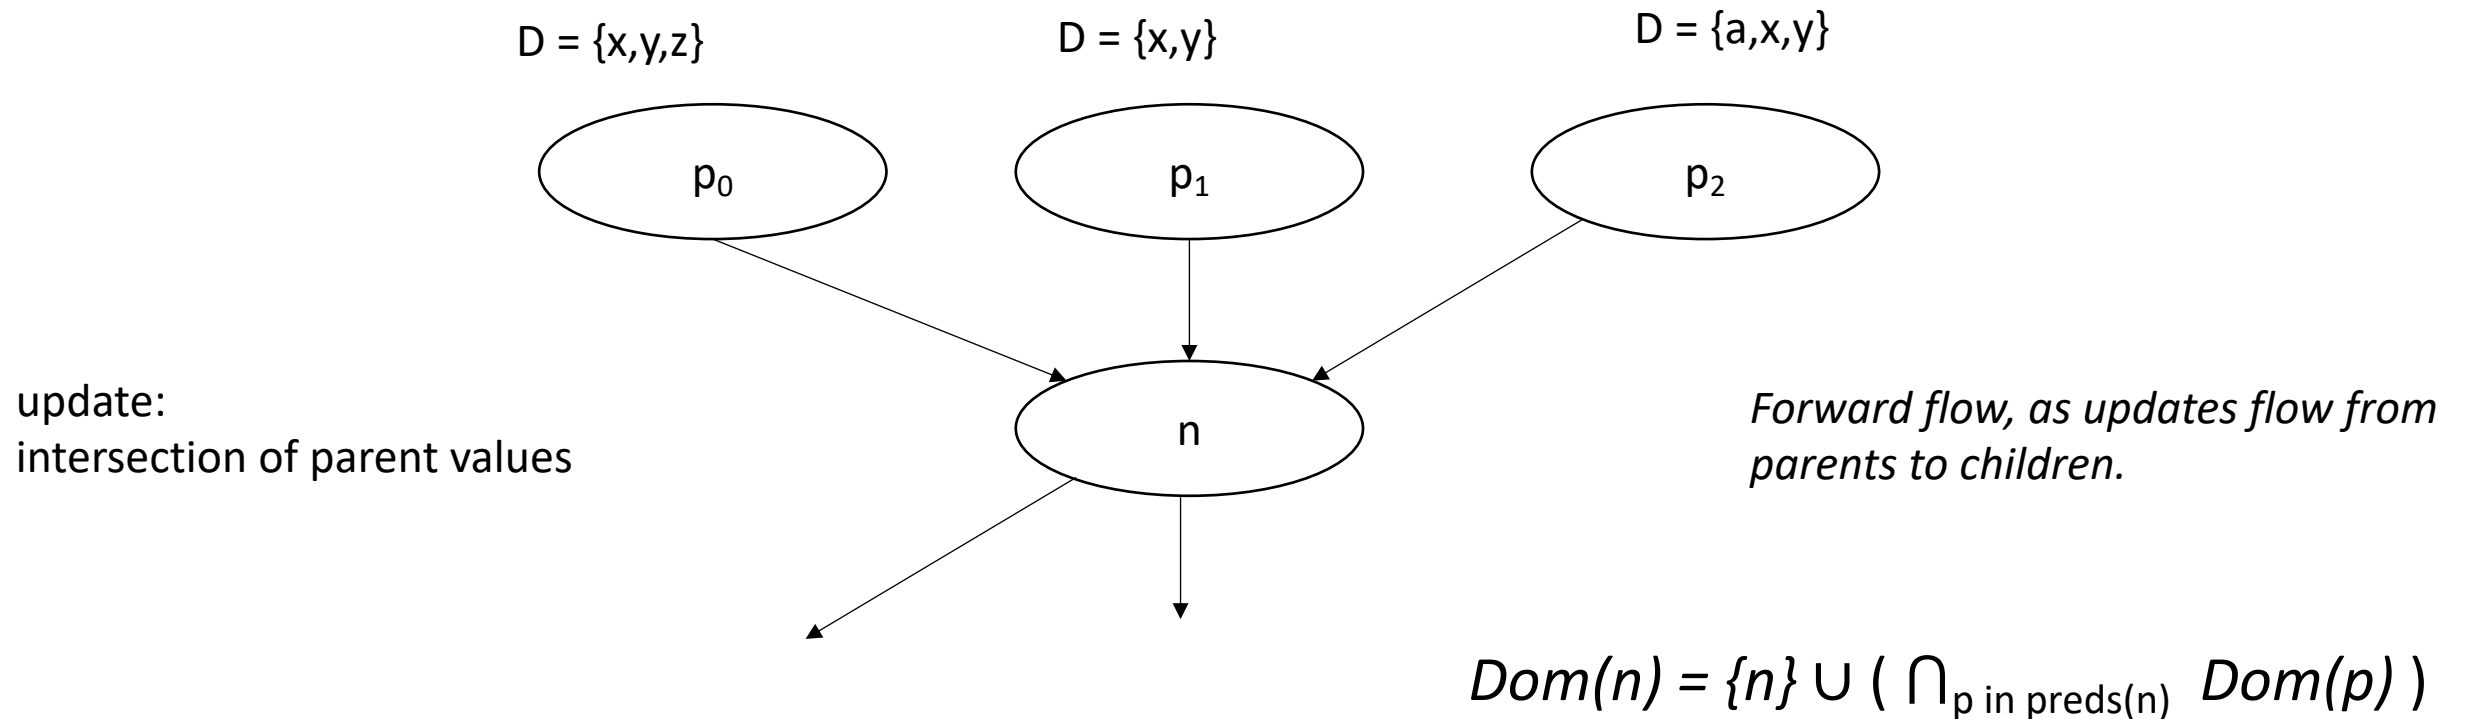 D = {x,y,z}
D = {x,y}
D = {a,x,y}
p₀
p₁
p₂
update:
intersection of parent values
n
Forward flow, as updates flow from
parents to children.
Dom(n) = {n} ∪ ( ⋂ₚ ᵢₙ ₚᵣₑdₛ₍ₙ₎ Dom(p) )